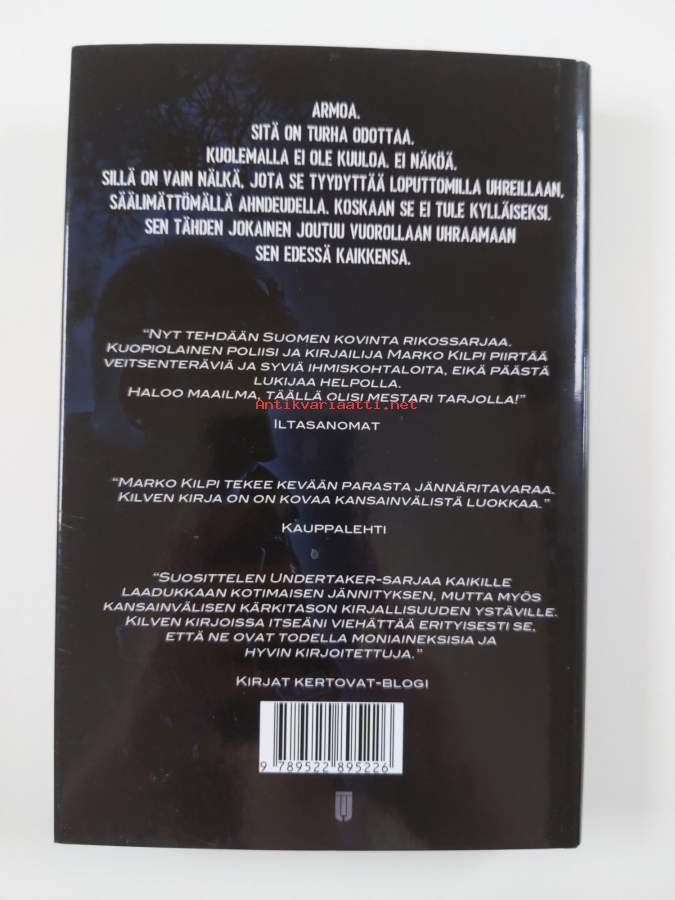 ARMOA.
SITÄ ON TURHA ODOTTAA.
KUOLEMALLA EI OLE KUULOA. EI NÄKÖÄ.
SILLÄ ON VAIN NÄLKÄ, JOTA SE TYYDYTTÄÄ LOPUTTOMILLA UHREILLAAN,
SÄÄLIMÄTTÖMÄLLÄ AHNEUDELLA. KOSKAAN SE EI TULE KYLLÄISEKSI.
SEN TÄHDEN JOKAINEN JOUTUU VUOROLLAAN UHRAAMAAN
SEN EDESSÄ KAIKKENSA.
"NYT TEHDÄÄN SUOMEN KOVINTA RIKOSSARJAA.
KUOPIOLAINEN POLIISI JA KIRJAILIJA MARKO KILPI PIIRTÄÄ
VEITSENTERÄVIÄ JA SYVIÄ IHMISKOHTALOITA, EIKÄ PÄÄSTÄ
LUKIJAA HELPOLLA.
HALOO MAAILMA, TÄÄLLÄ OLISI MESTARI TARJOLLA!"
Antikvariaatti.net
ILTASANOMAT
"MARKO KILPI TEKEE KEVÄÄN PARASTA JÄNNÄRITAVARAA.
KILVEN KIRJA ON ON KOVAA KANSAINVÄLISTÄ LUOKKAA."
KAUPPALEHTI
"SUOSITTELEN UNDERTAKER-SARJAA KAIKILLE
LAADUKKAAN KOTIMAISEN JÄNNITYKSEN, MUTTA MYÖS
KANSAINVÄLISEN KÄRKITASON KIRJALLISUUDEN YSTÄVILLE.
KILVEN KIRJOISSA ITSEÄNI VIEHÄTTÄÄ ERITYISESTI SE,
ETTÄ NE OVAT TODELLA MONIAINEKSISIA JA
HYVIN KIRJOITETTUJA."
KIRJAT KERTOVAT-BLOGI
9 789522 895226